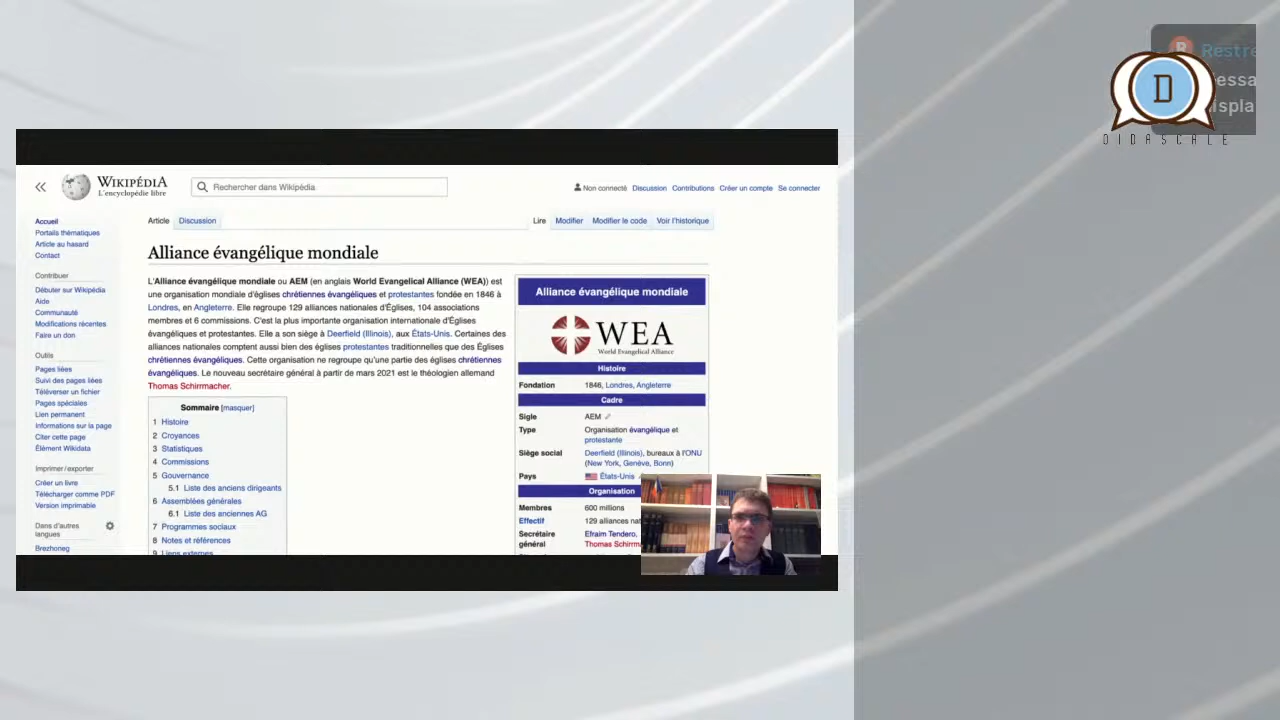 Restre
essa
ispla
D
DIDASCALE
WIKIPÉDIA
L'encyclopédie libre
Rechercher dans Wikipédia
Non connecté Discussion Contributions Créer un compte Se connecter
Accueil
Portails thématiques
Article au hasard
Contact
Contribuer
Débuter sur Wikipédia
Aide
Communauté
Modifications récentes
Faire un don
Outils
Pages liées
Suivi des pages liées
Téléverser un fichier
Pages spéciales
Lien permanent
Informations sur la page
Citer cette page
Élément Wikidata
Imprimer / exporter
Créer un livre
Télécharger comme PDF
Version imprimable
Dans d'autres
langues
Brezhoneg
Article Discussion
Lire Modifier Modifier le code Voir l'historique
Alliance évangélique mondiale
L'Alliance évangélique mondiale ou AEM (en anglais World Evangelical Alliance (WEA)) est
une organisation mondiale d'églises chrétiennes évangéliques et protestantes fondée en 1846 à
Londres, en Angleterre. Elle regroupe 129 alliances nationales d'Églises, 104 associations
membres et 6 commissions. C'est la plus importante organisation internationale d'Églises
évangéliques et protestantes. Elle a son siège à Deerfield (Illinois), aux États-Unis. Certaines des
alliances nationales comptent aussi bien des églises protestantes traditionnelles que des Églises
chrétiennes évangéliques. Cette organisation ne regroupe qu'une partie des églises chrétiennes
évangéliques. Le nouveau secrétaire général à partir de mars 2021 est le théologien allemand
Thomas Schirrmacher.
Sommaire [masquer]
1 Histoire
2 Croyances
3 Statistiques
4 Commissions
5 Gouvernance
5.1 Liste des anciens dirigeants
6 Assemblées générales
6.1 Liste des anciennes AG
7 Programmes sociaux
8 Notes et références
9 Liens externes
Alliance évangélique mondiale
WEA
World Evangelical Alliance
Histoire
Fondation 1846, Londres, Angleterre
Cadre
Sigle AEM
Type Organisation évangélique et
protestante
Siège social Deerfield (Illinois), bureaux à l'ONU
(New York, Genève, Bonn)
Pays États-Unis
Organisation
Membres 600 millions
Effectif 129 alliances nat
Secrétaire Efraim Tendero,
général Thomas Schirrm